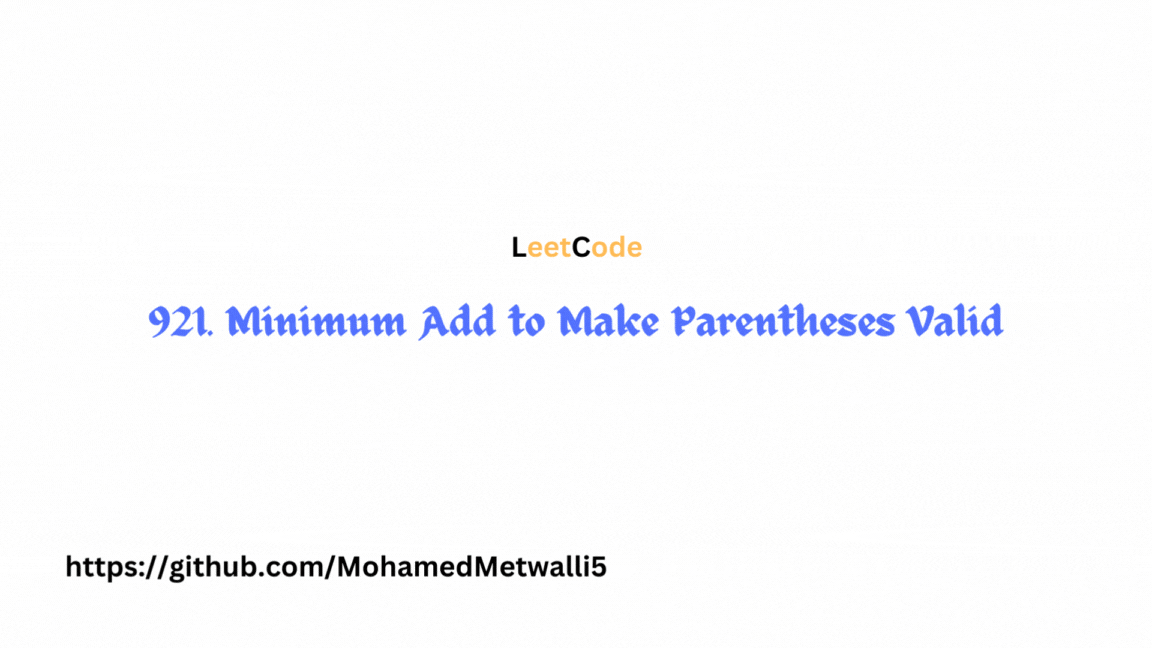 LeetCode
921. Minimum Add to Make Parentheses Valid
https://github.com/MohamedMetwalli5